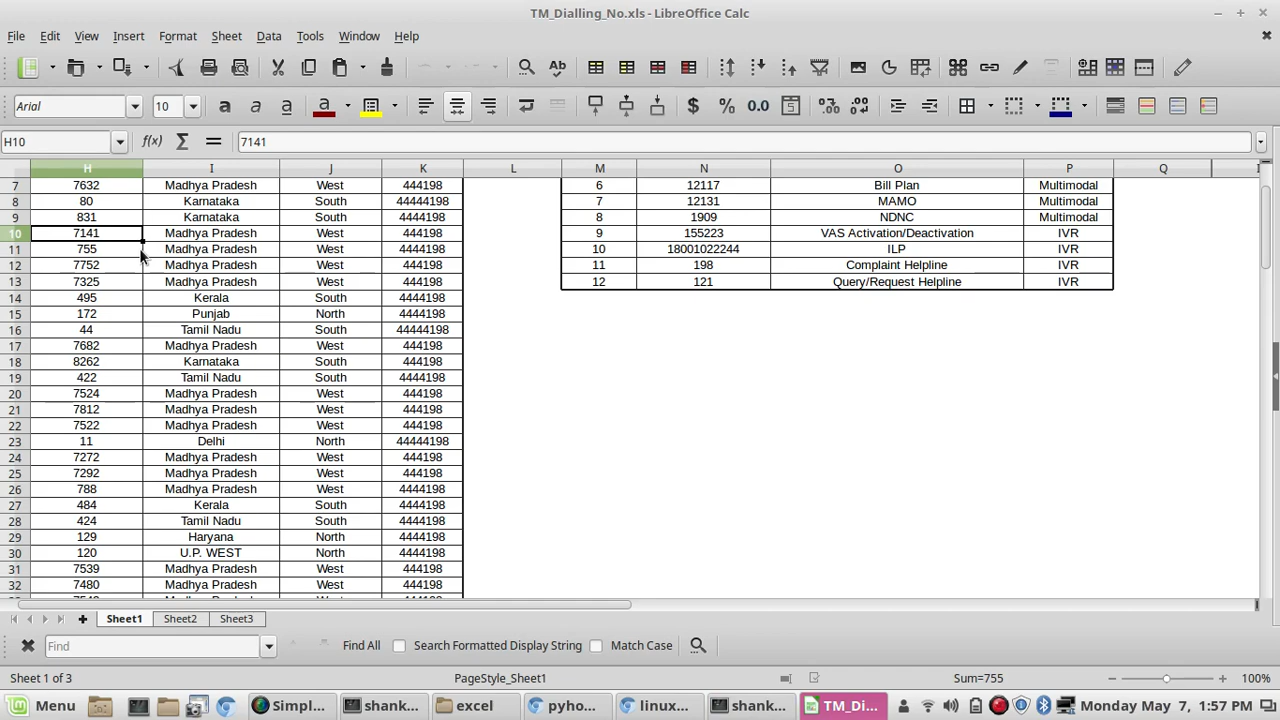 TM_Dialling_No.xls - LibreOffice Calc
File Edit View Insert Format Sheet Data Tools Window Help
Arial 10
H10 f(x) Σ = 7141
H I J K L M N O P Q
7 7632 Madhya Pradesh West 444198 6 12117 Bill Plan Multimodal
8 80 Karnataka South 44444198 7 12131 MAMO Multimodal
9 831 Karnataka South 4444198 8 1909 NDNC Multimodal
10 7141 Madhya Pradesh West 444198 9 155223 VAS Activation/Deactivation IVR
11 755 Madhya Pradesh West 4444198 10 18001022244 ILP IVR
12 7752 Madhya Pradesh West 444198 11 198 Complaint Helpline IVR
13 7325 Madhya Pradesh West 444198 12 121 Query/Request Helpline IVR
14 495 Kerala South 4444198
15 172 Punjab North 4444198
16 44 Tamil Nadu South 44444198
17 7682 Madhya Pradesh West 444198
18 8262 Karnataka South 444198
19 422 Tamil Nadu South 4444198
20 7524 Madhya Pradesh West 444198
21 7812 Madhya Pradesh West 444198
22 7522 Madhya Pradesh West 444198
23 11 Delhi North 44444198
24 7272 Madhya Pradesh West 444198
25 7292 Madhya Pradesh West 444198
26 788 Madhya Pradesh West 4444198
27 484 Kerala South 4444198
28 424 Tamil Nadu South 4444198
29 129 Haryana North 4444198
30 120 U.P. WEST North 4444198
31 7539 Madhya Pradesh West 444198
32 7480 Madhya Pradesh West 444198
Sheet1 Sheet2 Sheet3
Find Find All Search Formatted Display String Match Case
Sheet 1 of 3 PageStyle_Sheet1 Sum=755 100%
Menu Simpl... shank... excel pyho... linux... shank... TM_Di... Monday May 7, 1:57 PM